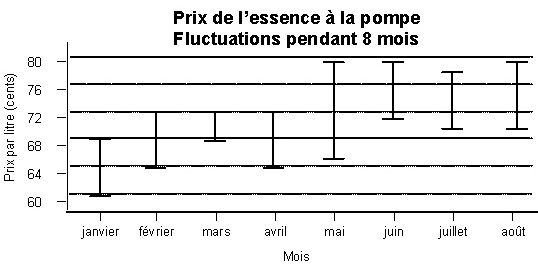 Prix de l'essence à la pompe
Fluctuations pendant 8 mois
Prix par litre (cents)
80
76
72
68
64
60
janvier février mars avril mai juin juillet août
Mois